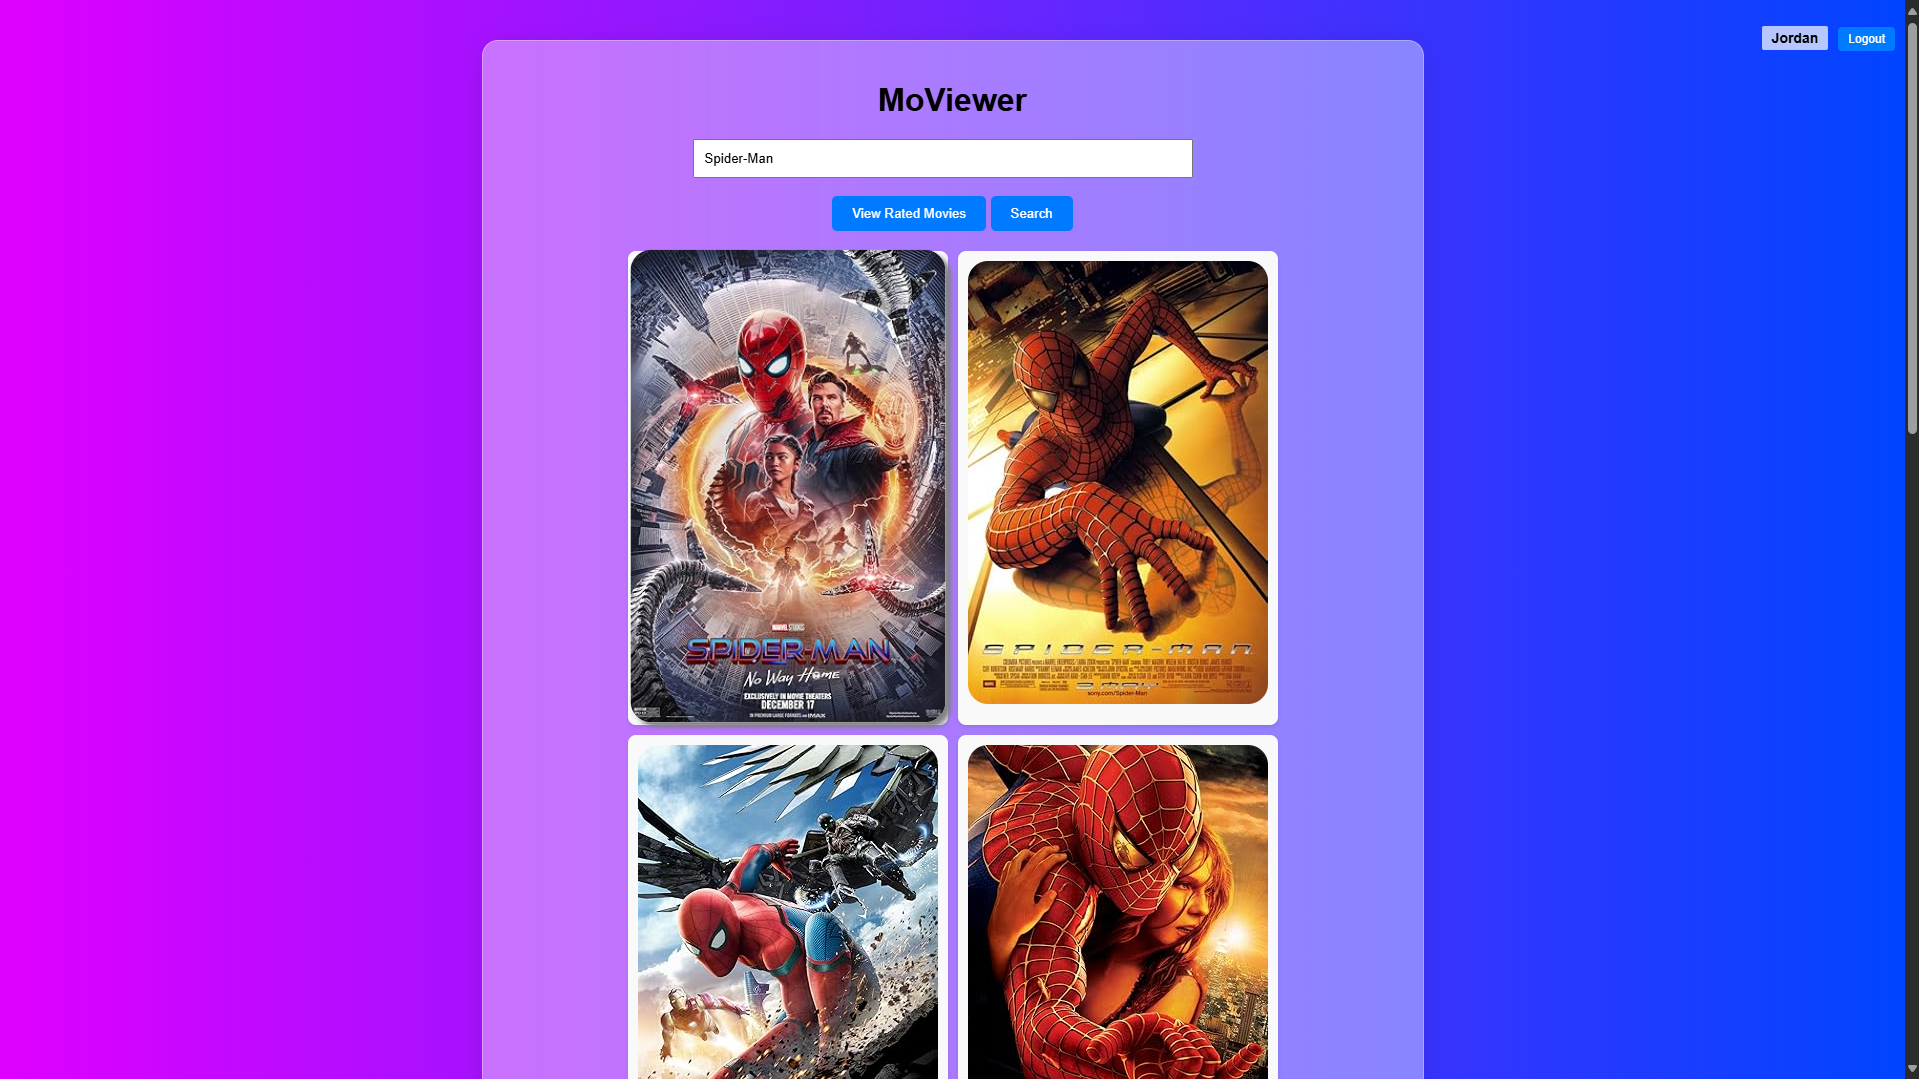 Jordan
Logout
MoViewer
Spider-Man
View Rated Movies
Search
MARVEL STUDIOS
SPIDER-MAN
No Way Home
EXCLUSIVELY IN MOVIE THEATERS
DECEMBER 17
IN PREMIUM LARGE FORMATS AND IMAX
SPIDER-MAN
sony.com/Spider-Man